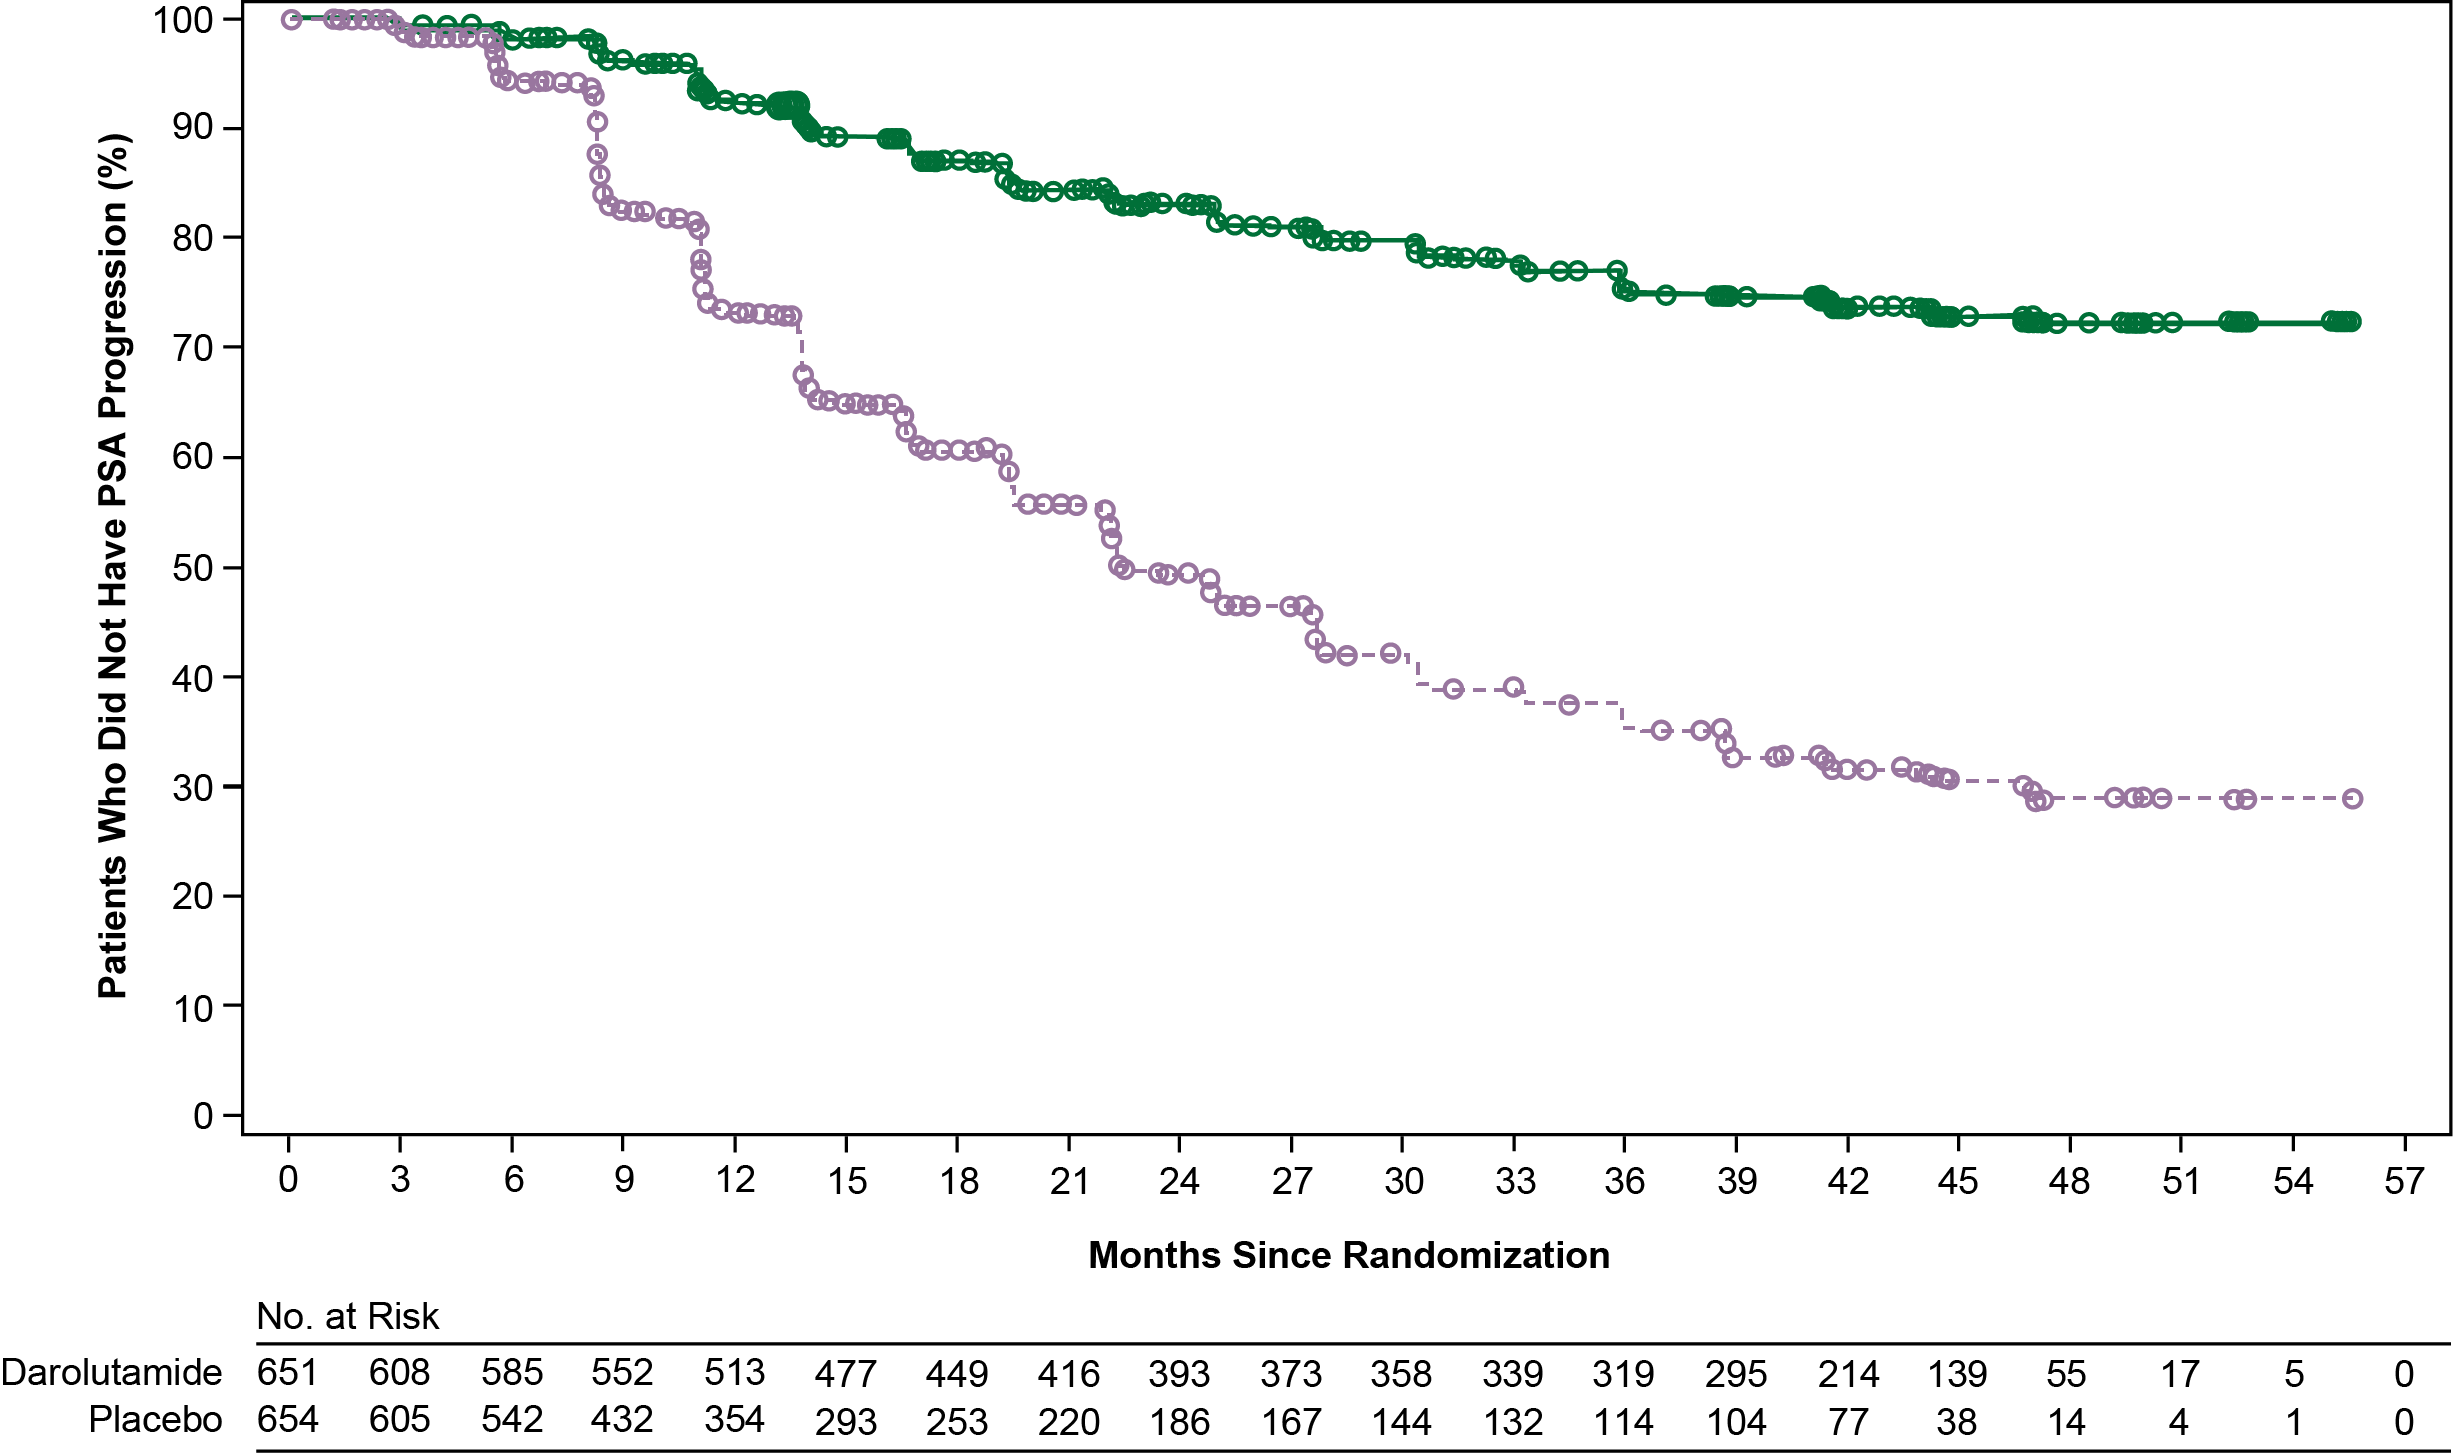 Patients Who Did Not Have PSA Progression (%)
100
90
80
70
60
50
40
30
20
10
0
0 3 6 9 12 15 18 21 24 27 30 33 36 39 42 45 48 51 54 57
Months Since Randomization
No. at Risk
Darolutamide 651 608 585 552 513 477 449 416 393 373 358 339 319 295 214 139 55 17 5 0
Placebo 654 605 542 432 354 293 253 220 186 167 144 132 114 104 77 38 14 4 1 0